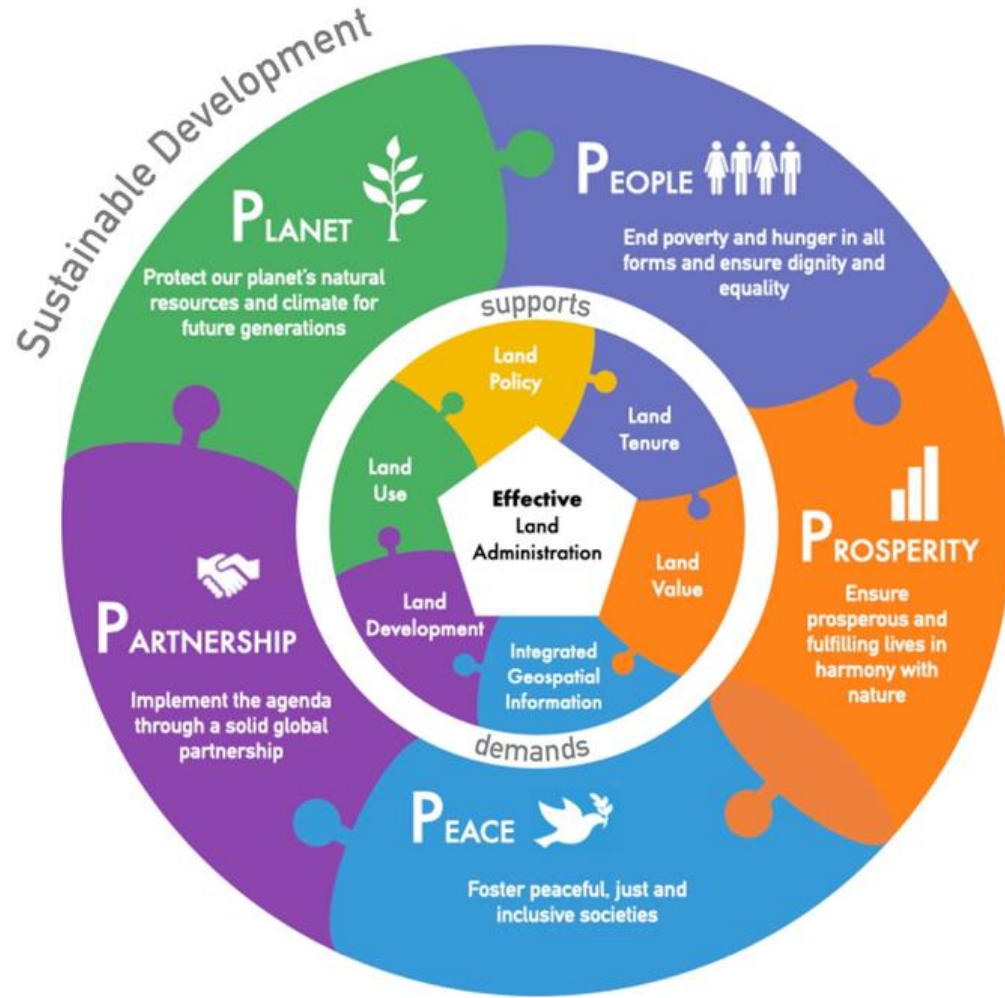 Sustainable Development
PLANET
Protect our planet's natural
resources and climate for
future generations
PEOPLE
End poverty and hunger in all
forms and ensure dignity and
equality
PROSPERITY
Ensure
prosperous and
fulfilling lives in
harmony with
nature
PEACE
Foster peaceful, just and
inclusive societies
PARTNERSHIP
Implement the agenda
through a solid global
partnership
supports
Land
Policy
Land
Tenure
Land
Value
Integrated
Geospatial
Information
Land
Development
Land
Use
Effective
Land
Administration
demands